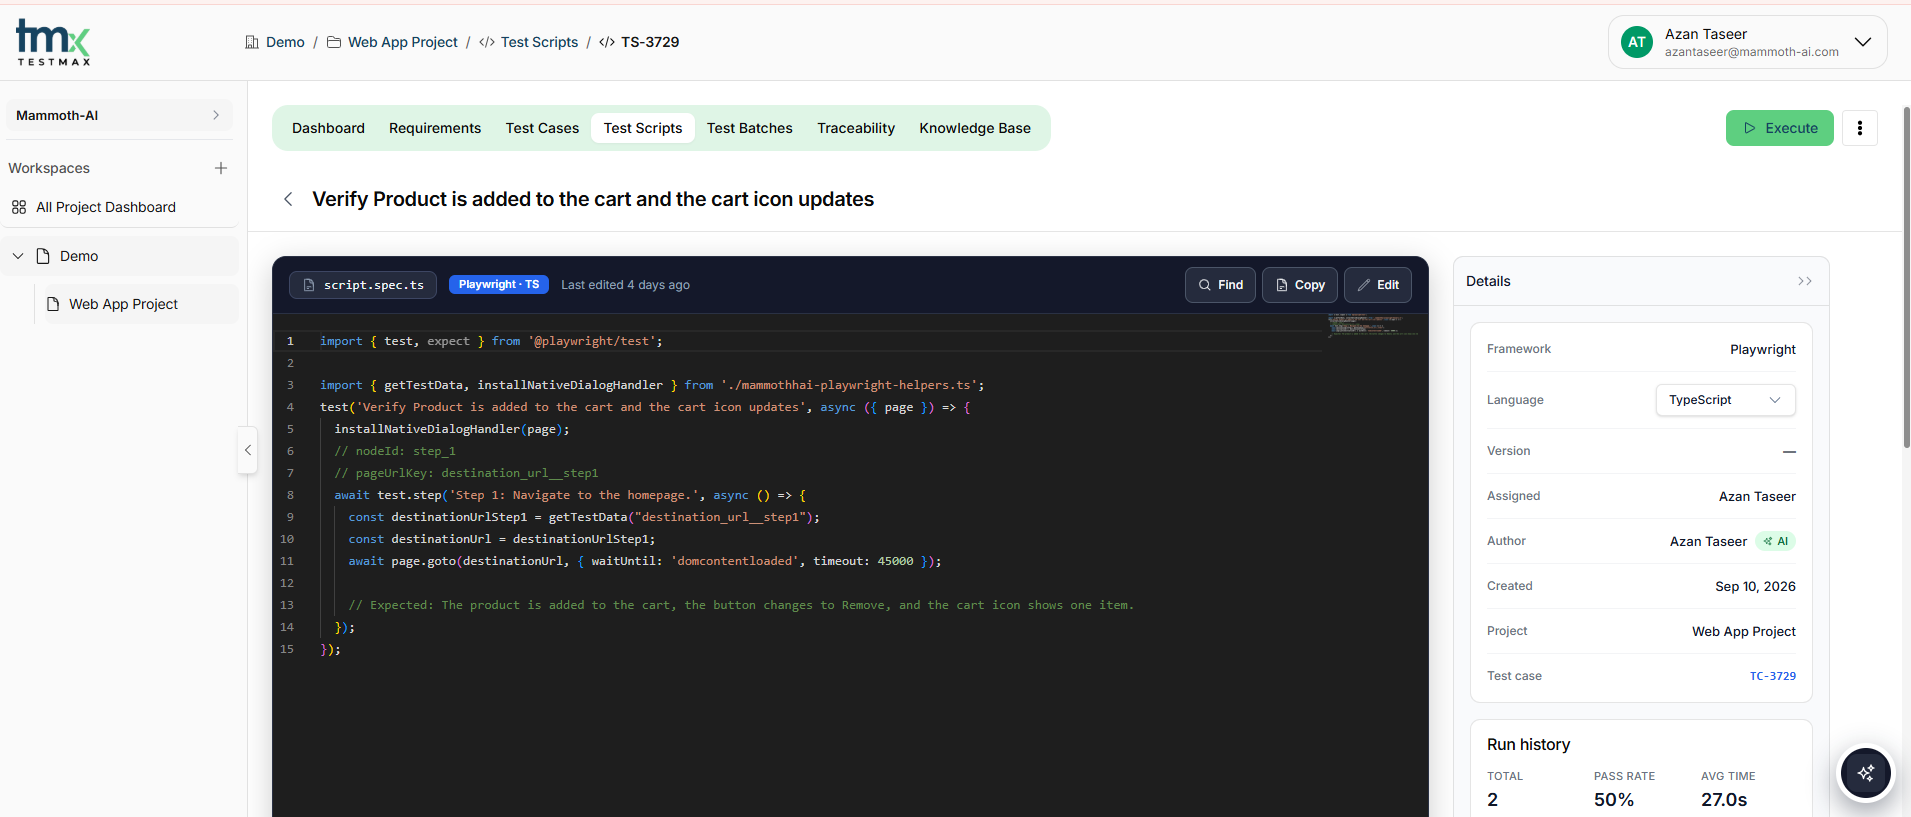 tmx
TESTMAX
Demo / Web App Project / </> Test Scripts / </> TS-3729
AT
Azan Taseer
azantaseer@mammoth-ai.com
Mammoth-AI
Workspaces
All Project Dashboard
Demo
Web App Project
Dashboard Requirements Test Cases Test Scripts Test Batches Traceability Knowledge Base
Execute
Verify Product is added to the cart and the cart icon updates
script.spec.ts Playwright · TS Last edited 4 days ago Find Copy Edit
1 import { test, expect } from '@playwright/test';
2
3 import { getTestData, installNativeDialogHandler } from './mammothhai-playwright-helpers.ts';
4 test('Verify Product is added to the cart and the cart icon updates', async ({ page }) => {
5 installNativeDialogHandler(page);
6 // nodeId: step_1
7 // pageUrlKey: destination_url__step1
8 await test.step('Step 1: Navigate to the homepage.', async () => {
9 const destinationUrlStep1 = getTestData("destination_url__step1");
10 const destinationUrl = destinationUrlStep1;
11 await page.goto(destinationUrl, { waitUntil: 'domcontentloaded', timeout: 45000 });
12
13 // Expected: The product is added to the cart, the button changes to Remove, and the cart icon shows one item.
14 });
15 });
Details
Framework Playwright
Language TypeScript
Version —
Assigned Azan Taseer
Author Azan Taseer AI
Created Sep 10, 2026
Project Web App Project
Test case TC-3729
Run history
TOTAL PASS RATE AVG TIME
2 50% 27.0s